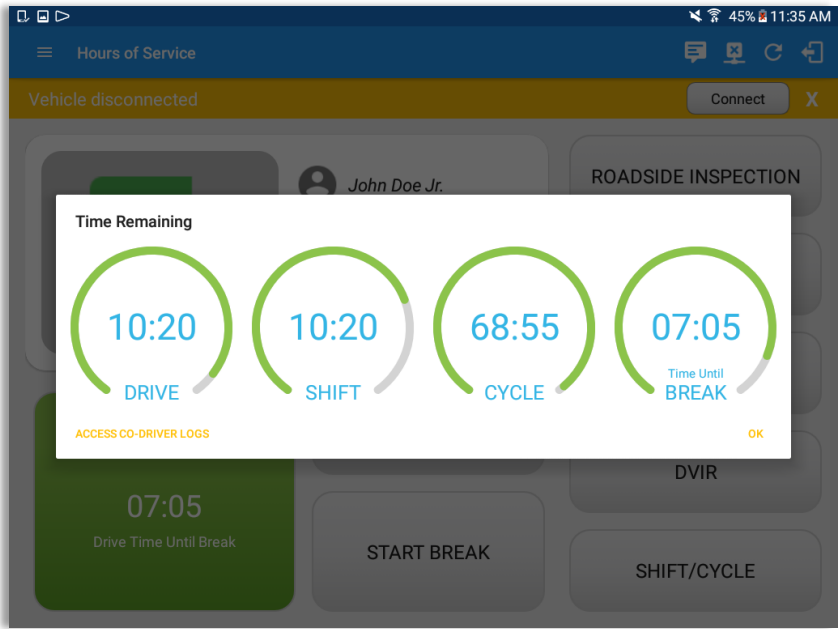 45% 11:35 AM
Hours of Service
Vehicle disconnected
Connect
X
John Doe Jr.
ROADSIDE INSPECTION
Time Remaining
10:20
DRIVE
10:20
SHIFT
68:55
CYCLE
07:05
Time Until
BREAK
ACCESS CO-DRIVER LOGS
OK
07:05
Drive Time Until Break
START BREAK
DVIR
SHIFT/CYCLE